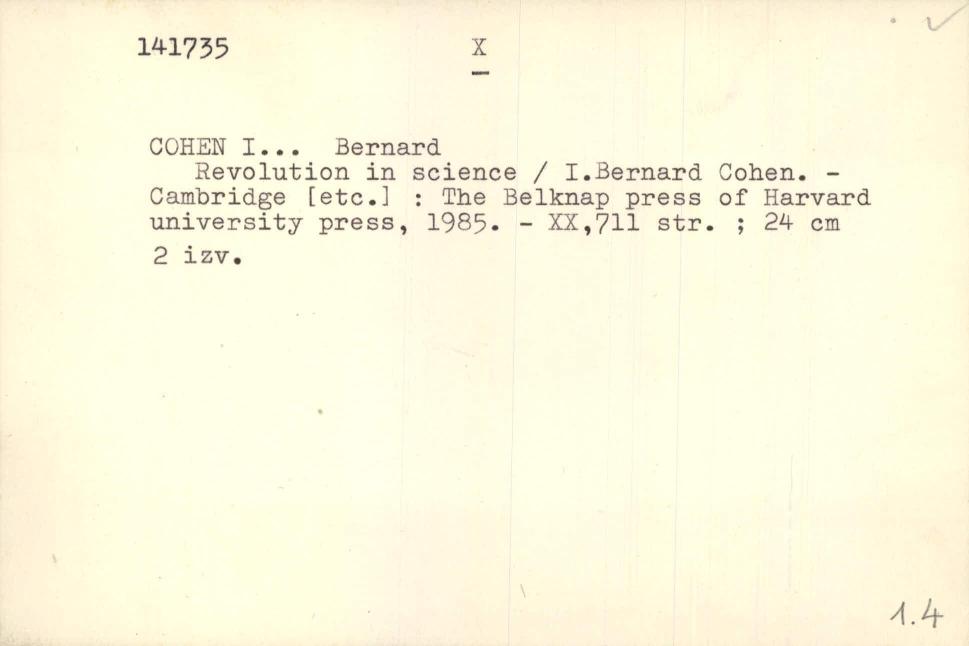 141735 X
COHEN I... Bernard
Revolution in science / I.Bernard Cohen. -
Cambridge [etc.] : The Belknap press of Harvard
university press, 1985. - XX,711 str. ; 24 cm
2 izv.
1.4